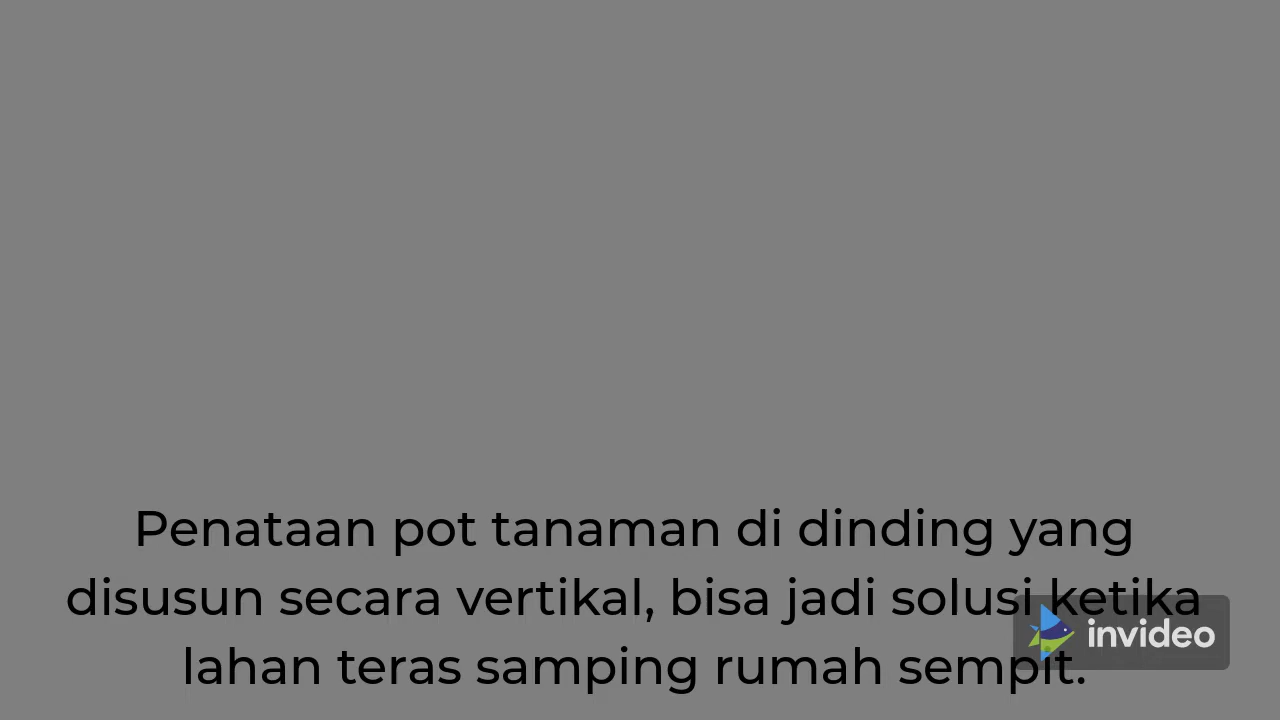 Penataan pot tanaman di dinding yang
disusun secara vertikal, bisa jadi solusi ketika
lahan teras samping rumah sempit.
invideo